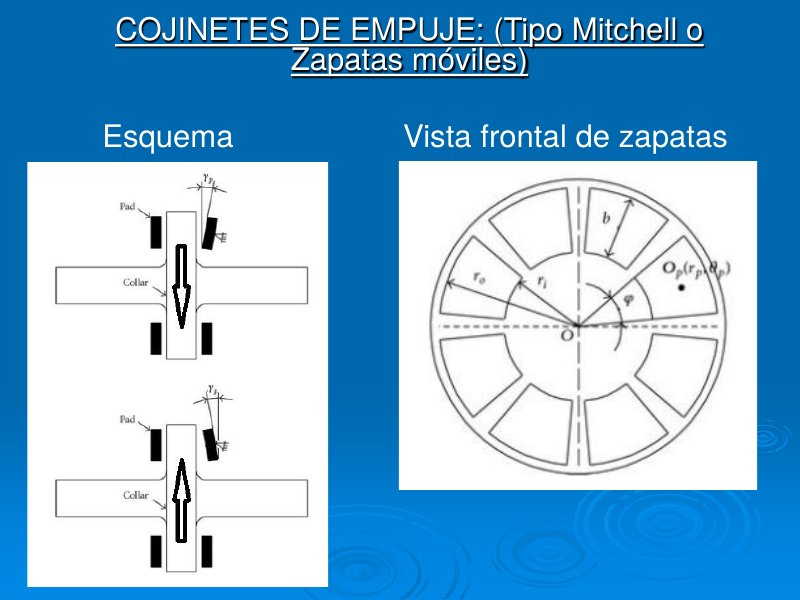 COJINETES DE EMPUJE: (Tipo Mitchell o
Zapatas móviles)
Esquema
Vista frontal de zapatas
Pad
Collar
Pad
Collar
b
r_o
r_i
φ
O_p(r_p, θ_p)
O